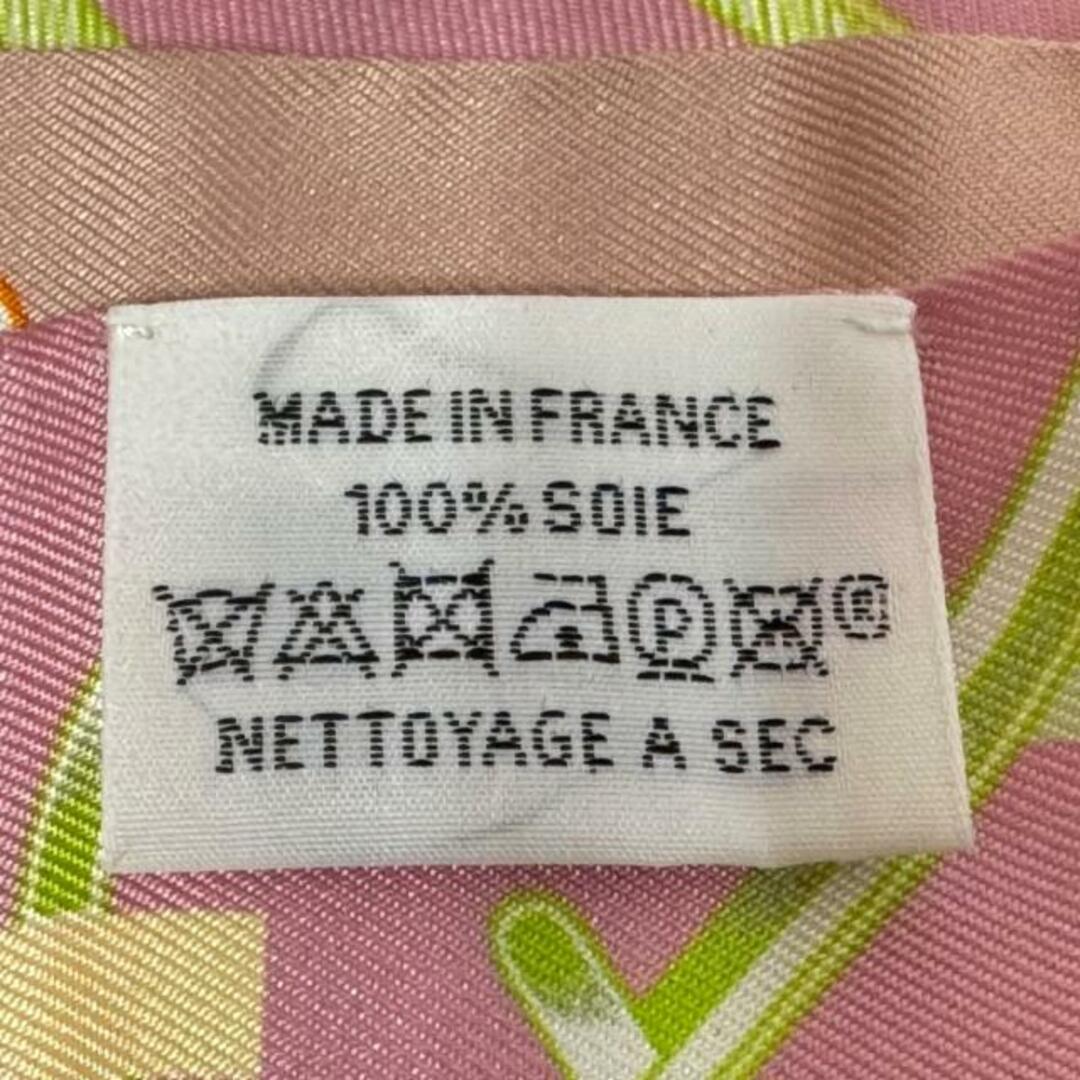 MADE IN FRANCE
100% SOIE
P ®
NETTOYAGE A SEC